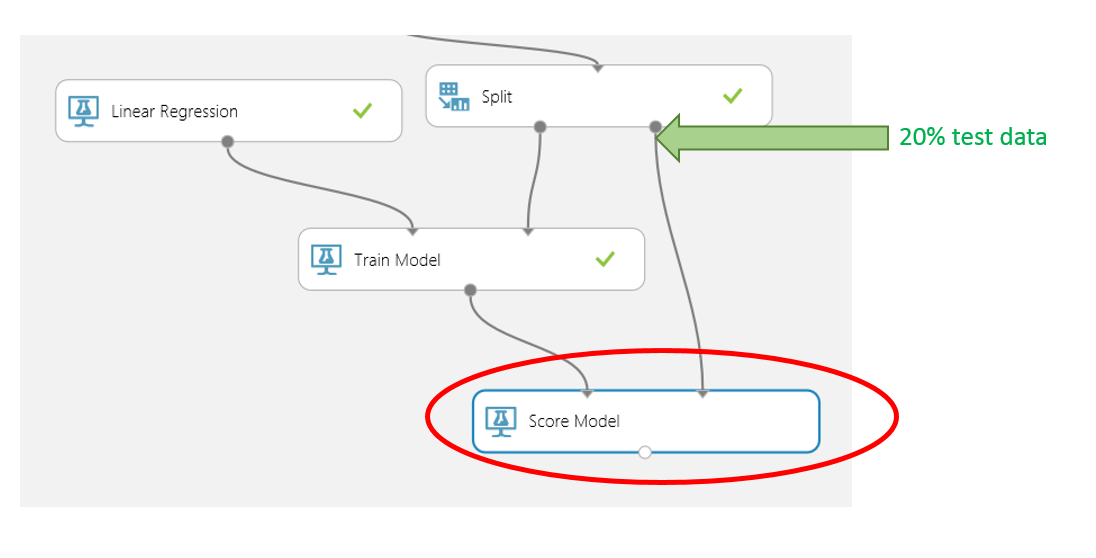 Linear Regression
Split
20% test data
Train Model
Score Model